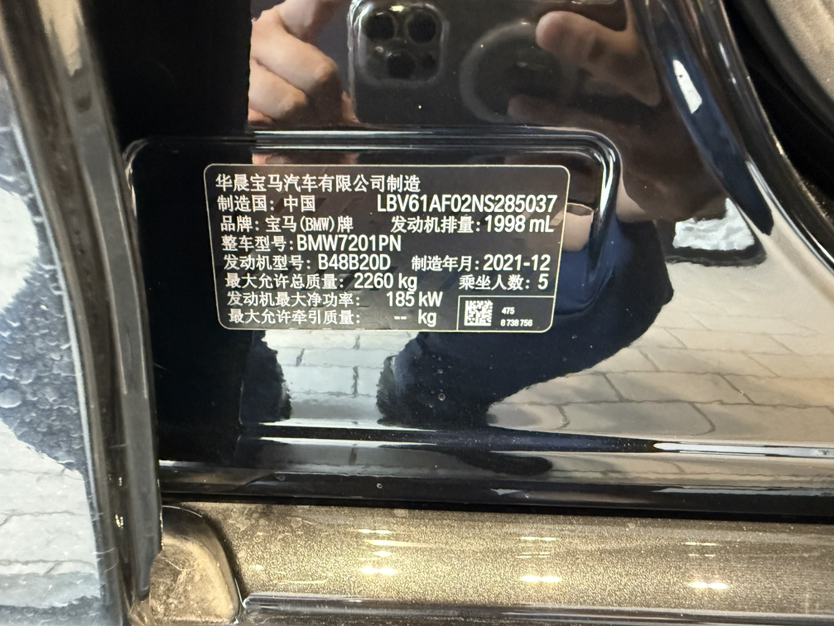 华晨宝马汽车有限公司制造
制造国: 中国 LBV61AF02NS285037
品牌: 宝马(BMW)牌 发动机排量: 1998 mL
整车型号: BMW7201PN
发动机型号: B48B20D 制造年月: 2021-12
最大允许总质量: 2260 kg 乘坐人数: 5
发动机最大净功率: 185 kW
最大允许牵引质量: -- kg
475
8 738 756